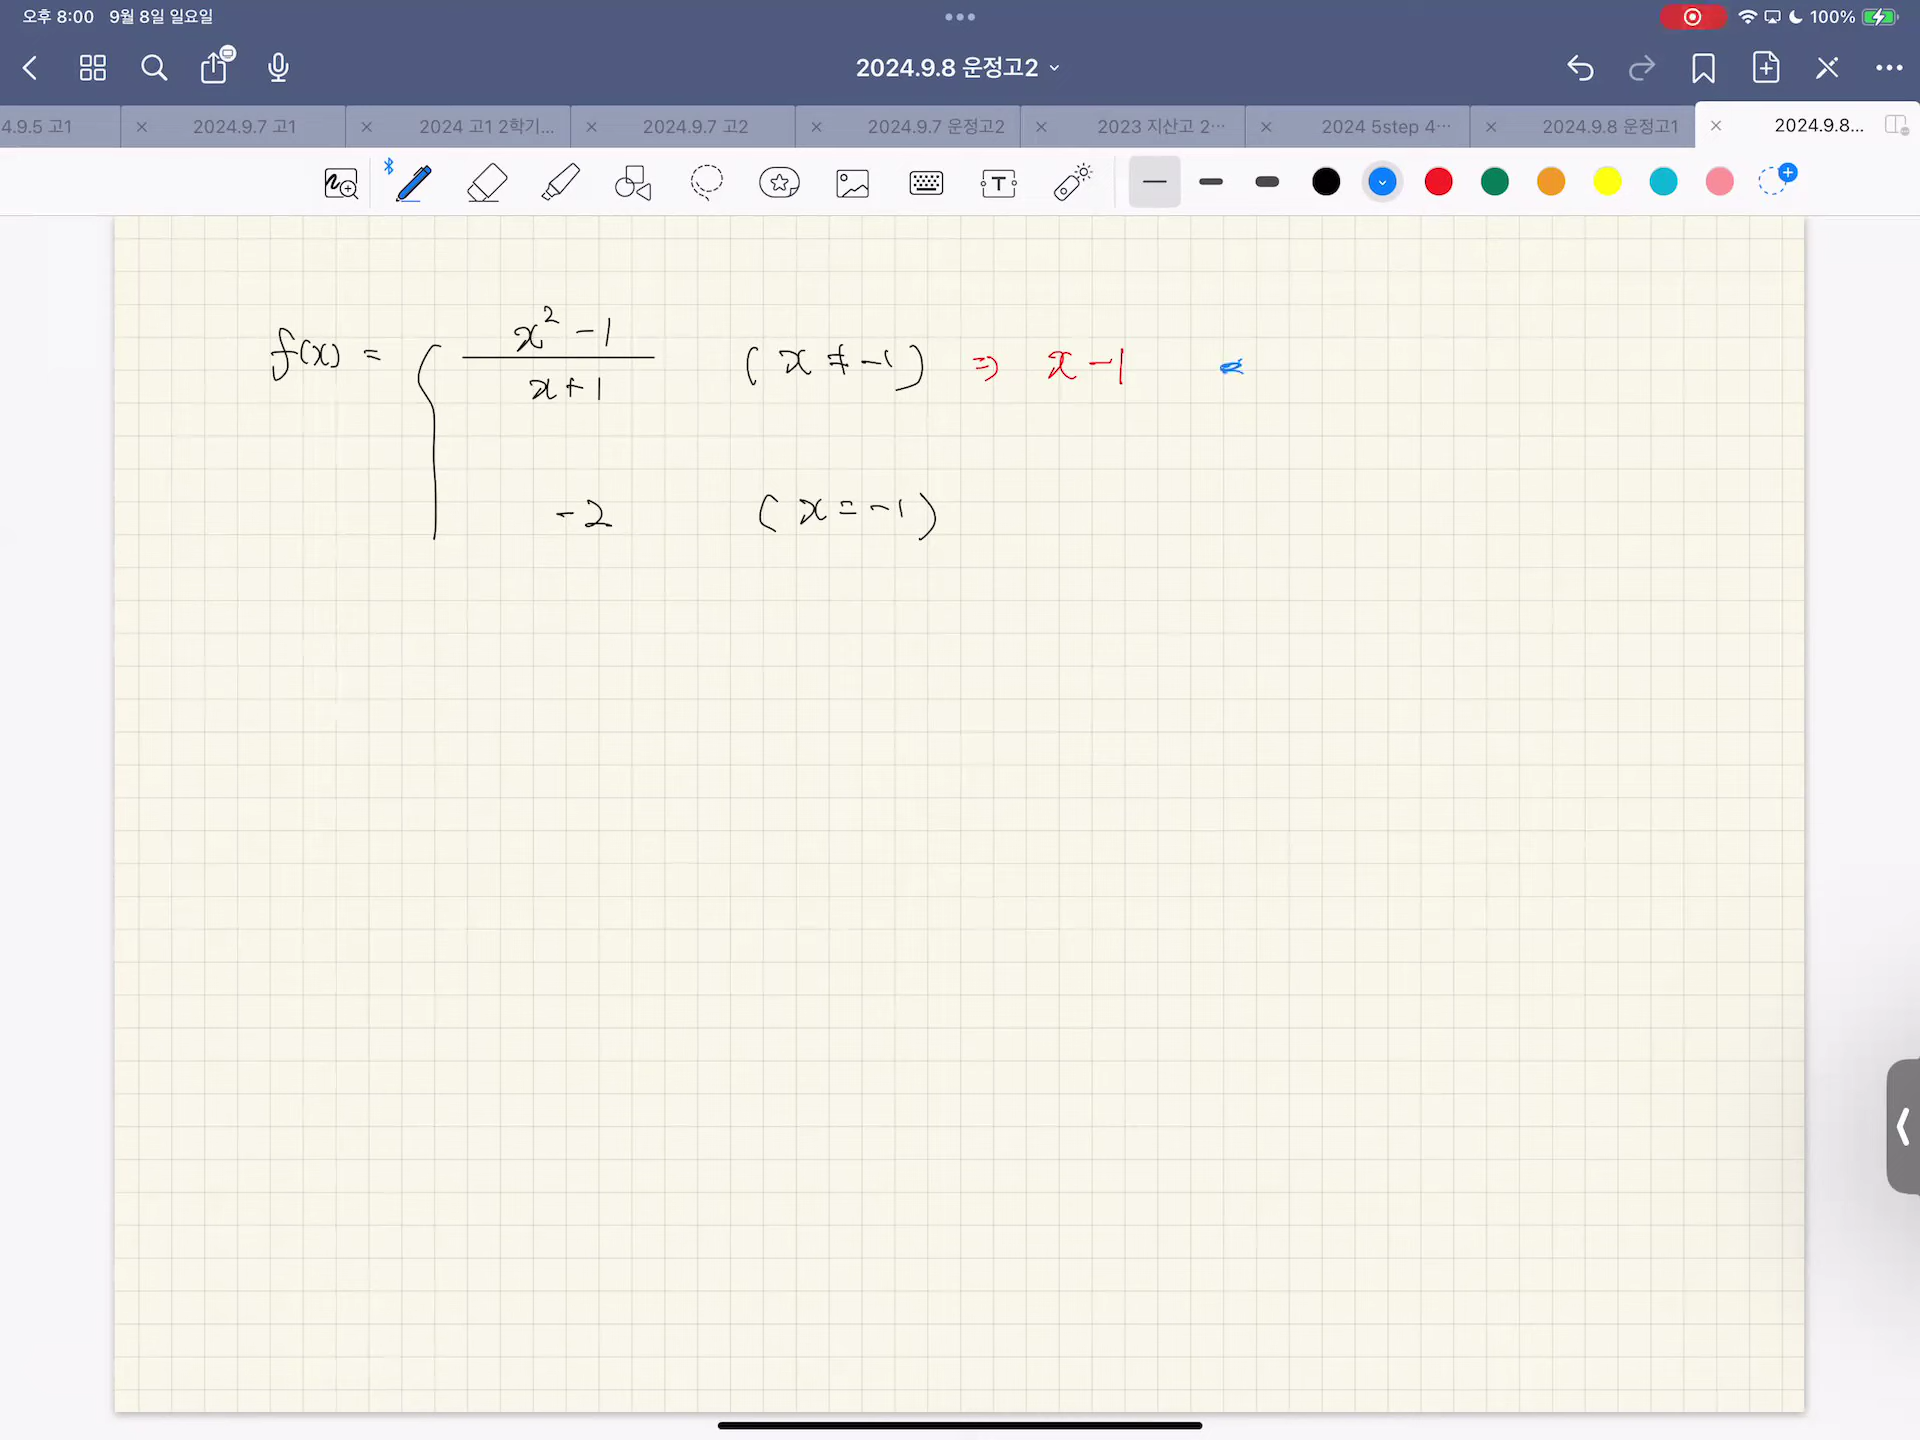 오후 8:00 9월 8일 일요일
100%
2024.9.8 운정고2
4.9.5 고1
2024.9.7 고1
2024 고1 2학기...
2024.9.7 고2
2024.9.7 운정고2
2023 지산고 2...
2024 5step 4...
2024.9.8 운정고1
2024.9.8...
T
f(x) = { x² - 1 / x + 1 (x ≠ -1) ⇒ x - 1
-2 (x = -1)